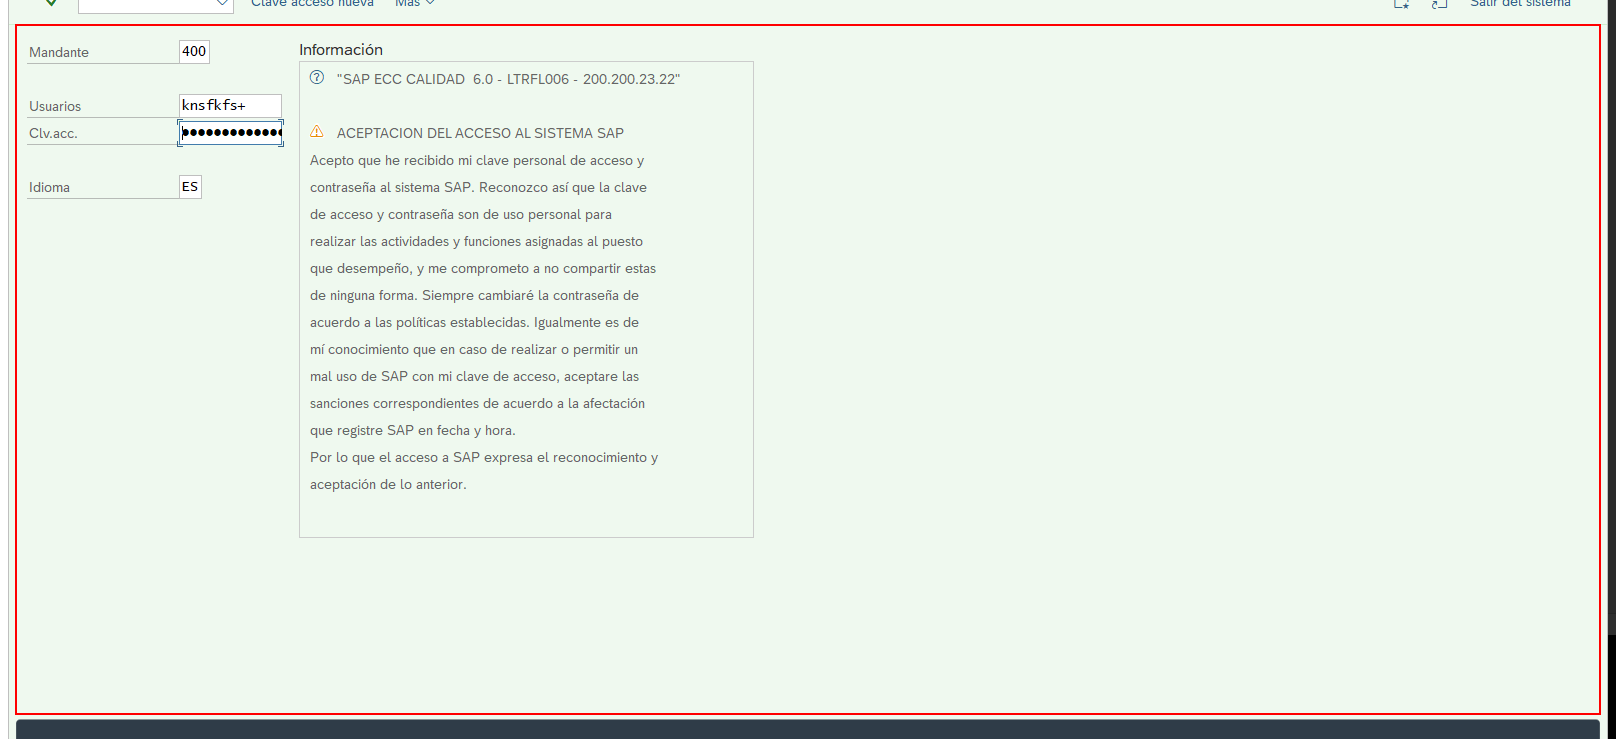 Clave acceso nueva Más Salir del sistema
Mandante 400
Usuarios knsfkfs+
Clv.acc. ●●●●●●●●●●●●●
Idioma ES
Información
"SAP ECC CALIDAD  6.0 - LTRFL006 - 200.200.23.22"
ACEPTACION DEL ACCESO AL SISTEMA SAP
Acepto que he recibido mi clave personal de acceso y
contraseña al sistema SAP. Reconozco así que la clave
de acceso y contraseña son de uso personal para
realizar las actividades y funciones asignadas al puesto
que desempeño, y me comprometo a no compartir estas
de ninguna forma. Siempre cambiaré la contraseña de
acuerdo a las políticas establecidas. Igualmente es de
mí conocimiento que en caso de realizar o permitir un
mal uso de SAP con mi clave de acceso, aceptare las
sanciones correspondientes de acuerdo a la afectación
que registre SAP en fecha y hora.
Por lo que el acceso a SAP expresa el reconocimiento y
aceptación de lo anterior.